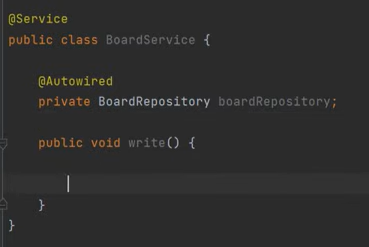 @Service
public class BoardService {
@Autowired
private BoardRepository boardRepository;
public void write() {
}
}